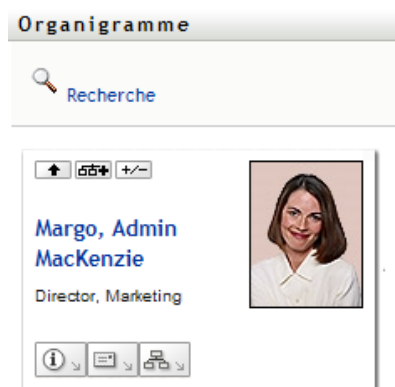 Organigramme
Recherche
+/-
Margo, Admin
MacKenzie
Director, Marketing